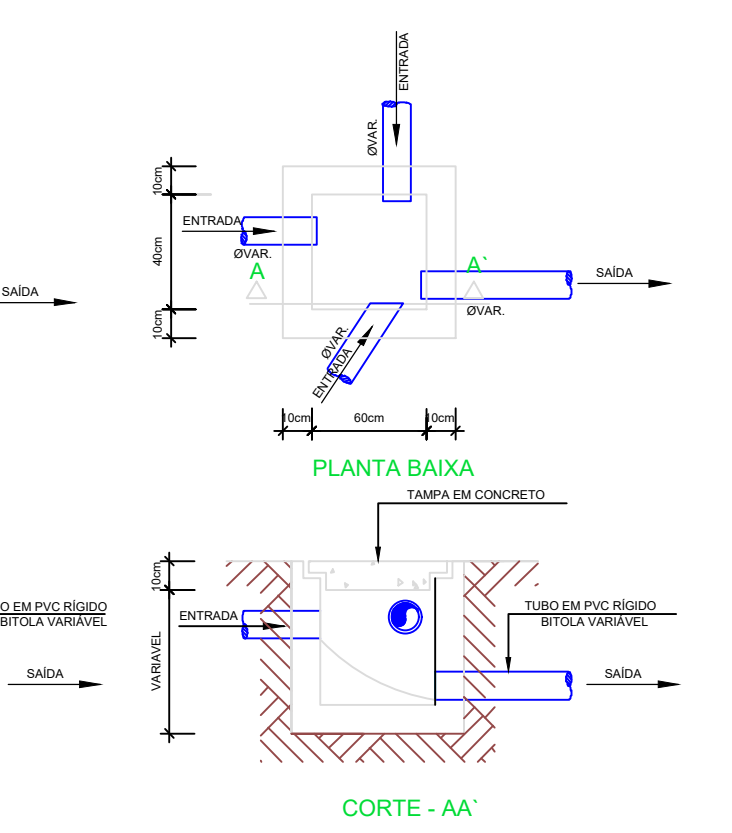 ENTRADA
ØVAR.
10cm
ENTRADA
40cm
ØVAR.
A
A`
SAÍDA
SAÍDA
ØVAR.
10cm
ØVAR.
ENTRADA
10cm
60cm
10cm
PLANTA BAIXA
TAMPA EM CONCRETO
10cm
O EM PVC RÍGIDO
BITOLA VARIÁVEL
ENTRADA
TUBO EM PVC RÍGIDO
BITOLA VARIÁVEL
VARIAVEL
SAÍDA
SAÍDA
CORTE - AA`